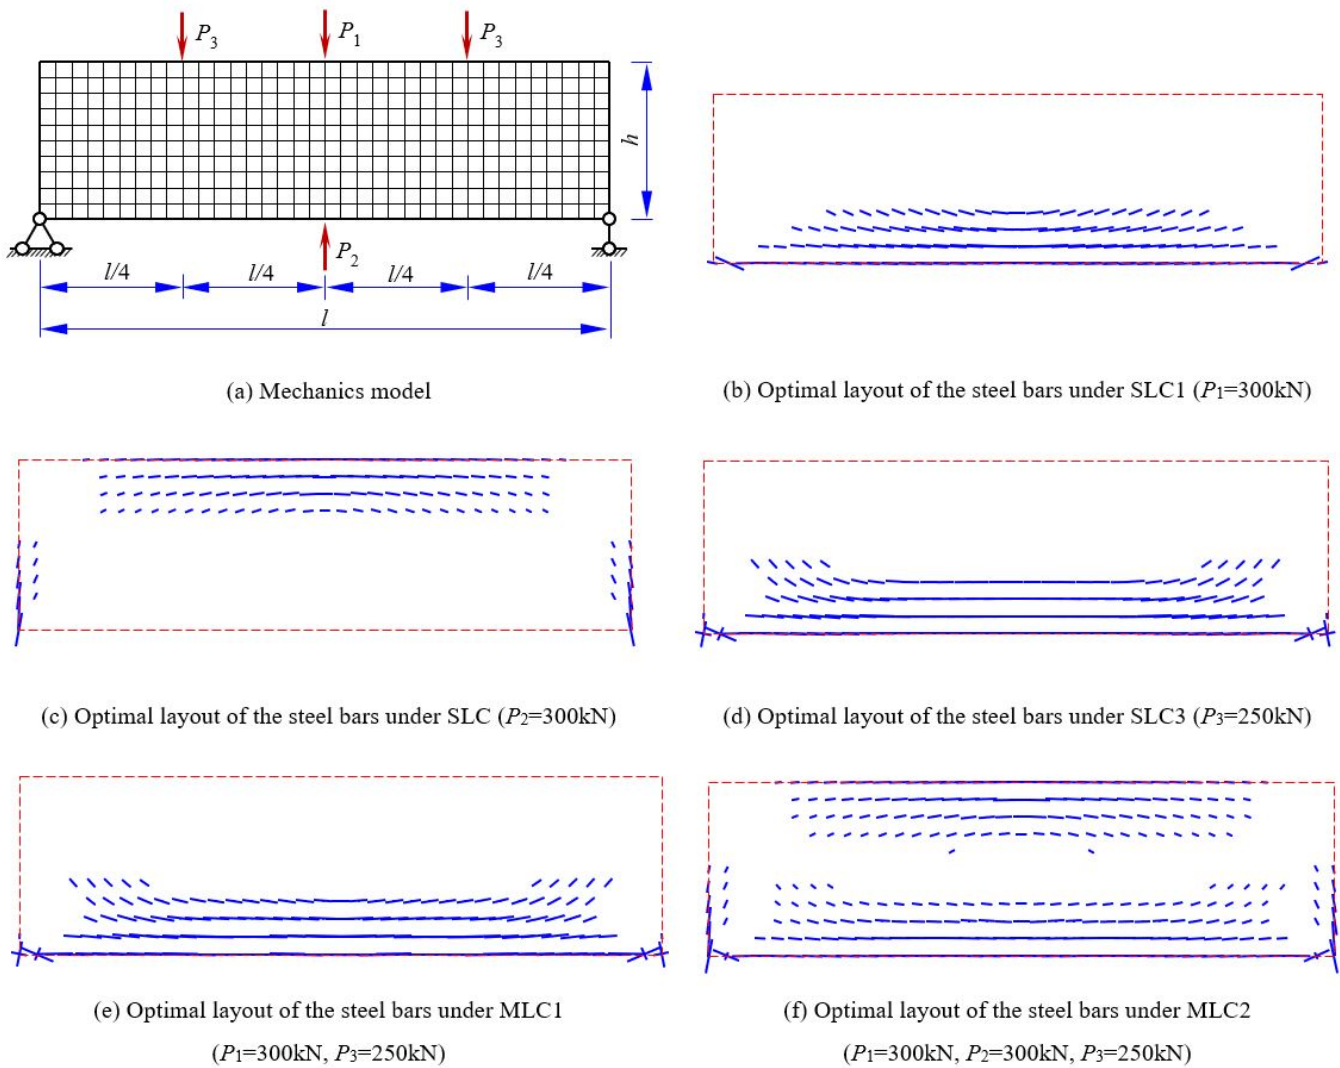 P3
P1
P3
h
P2
l/4
l/4
l/4
l/4
l
(a) Mechanics model
(b) Optimal layout of the steel bars under SLC1 (P1=300kN)
(c) Optimal layout of the steel bars under SLC (P2=300kN)
(d) Optimal layout of the steel bars under SLC3 (P3=250kN)
(e) Optimal layout of the steel bars under MLC1
(P1=300kN, P3=250kN)
(f) Optimal layout of the steel bars under MLC2
(P1=300kN, P2=300kN, P3=250kN)